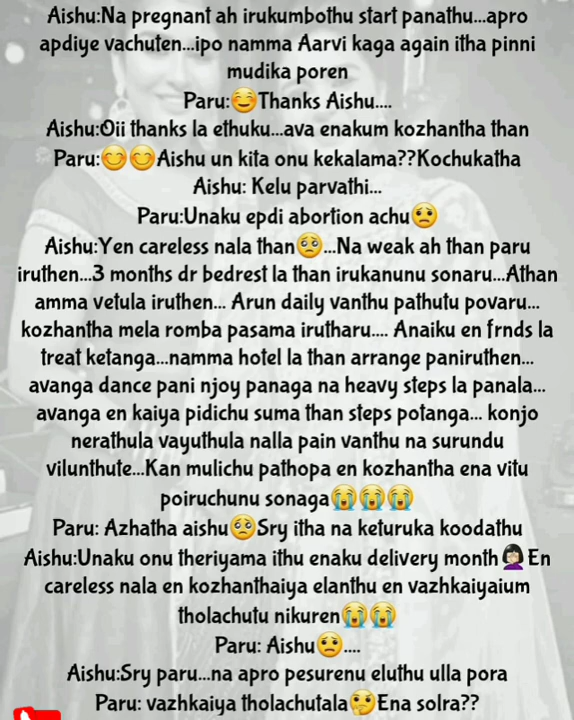 Aishu:Na pregnant ah irukumbothu start panathu...apro
apdiye vachuten...ipo namma Aarvi kaga again itha pinni
mudika poren
Paru:😊Thanks Aishu....
Aishu:Oii thanks la ethuku...ava enakum kozhantha than
Paru:😊😊Aishu un kita onu kekalama??Kochukatha
Aishu: Kelu parvathi...
Paru:Unaku epdi abortion achu😟
Aishu:Yen careless nala than🥺...Na weak ah than paru
iruthen...3 months dr bedrest la than irukanunu sonaru...Athan
amma vetula iruthen... Arun daily vanthu pathutu povaru...
kozhantha mela romba pasama irutharu.... Anaiku en frnds la
treat ketanga...namma hotel la than arrange paniruthen...
avanga dance pani njoy panaga na heavy steps la panala...
avanga en kaiya pidichu suma than steps potanga... konjo
nerathula vayuthula nalla pain vanthu na surundu
vilunthute...Kan mulichu pathopa en kozhantha ena vitu
poiruchunu sonaga😭😭😭
Paru: Azhatha aishu🥺Sry itha na keturuka koodathu
Aishu:Unaku onu theriyama ithu enaku delivery month🤦🏻‍♀️En
careless nala en kozhanthaiya elanthu en vazhkaiyaium
tholachutu nikuren😭😭
Paru: Aishu😟....
Aishu:Sry paru...na apro pesurenu eluthu ulla pora
Paru: vazhkaiya tholachutala🤔Ena solra??